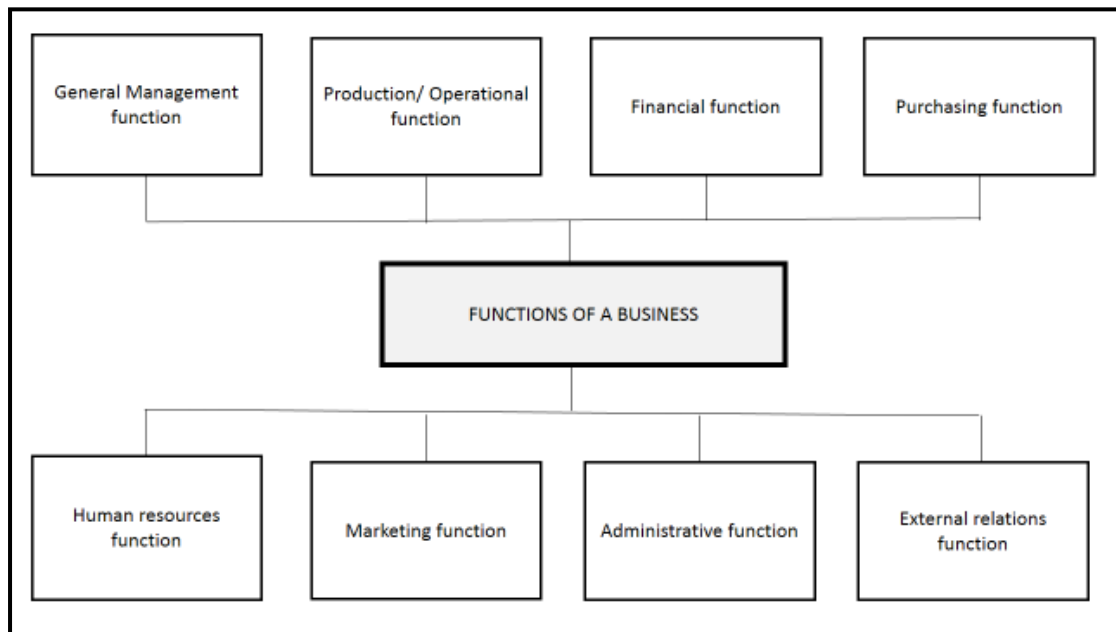 General Management
function
Production/ Operational
function
Financial function
Purchasing function
FUNCTIONS OF A BUSINESS
Human resources
function
Marketing function
Administrative function
External relations
function